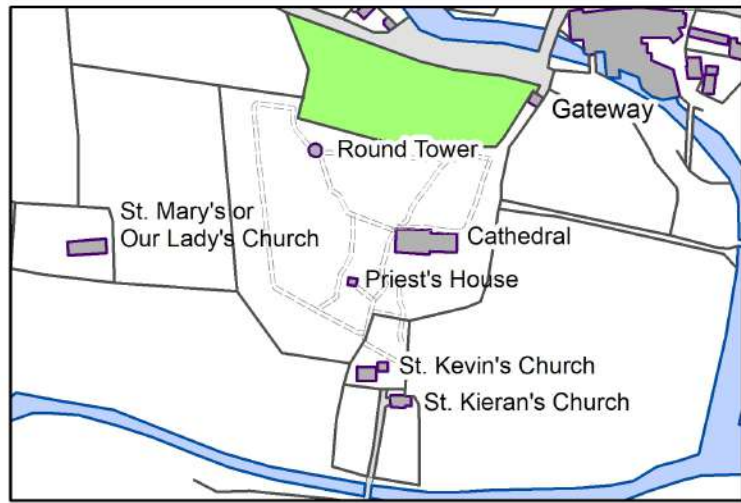 Gateway
Round Tower
St. Mary's or
Our Lady's Church
Cathedral
Priest's House
St. Kevin's Church
St. Kieran's Church